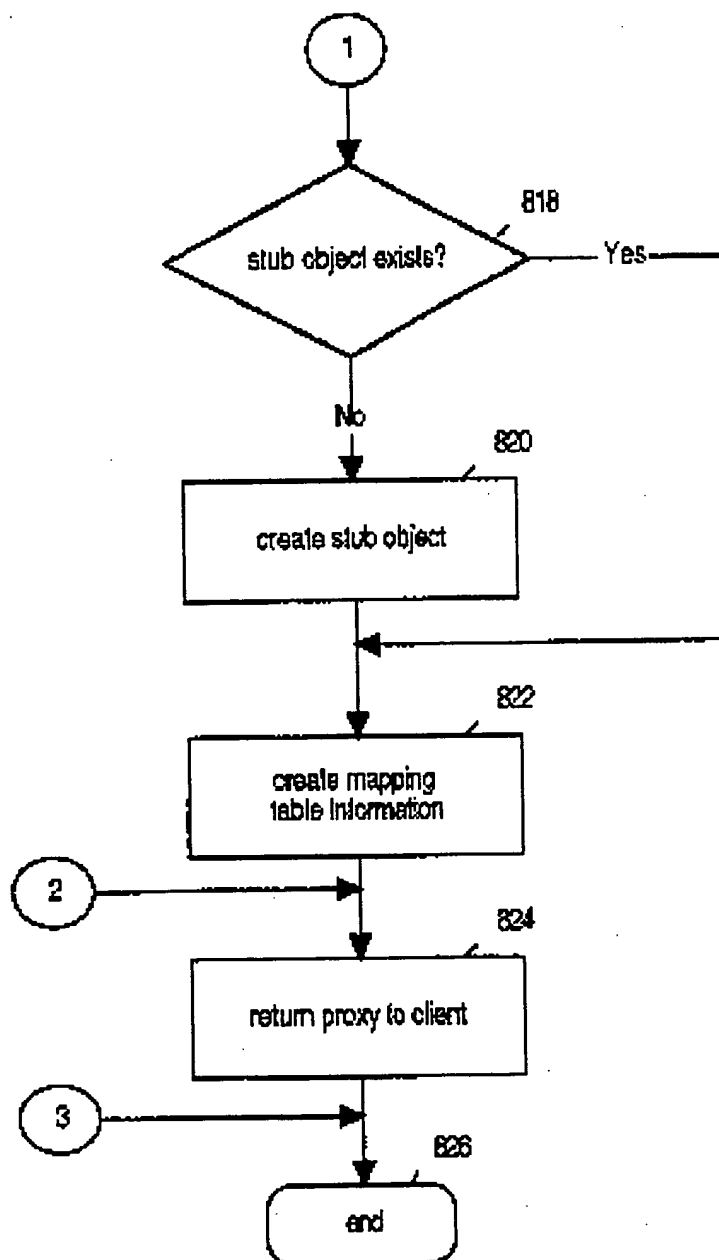 1
818
stub object exists?
Yes
No
820
create stub object
822
create mapping
table information
2
824
return proxy to client
3
826
end